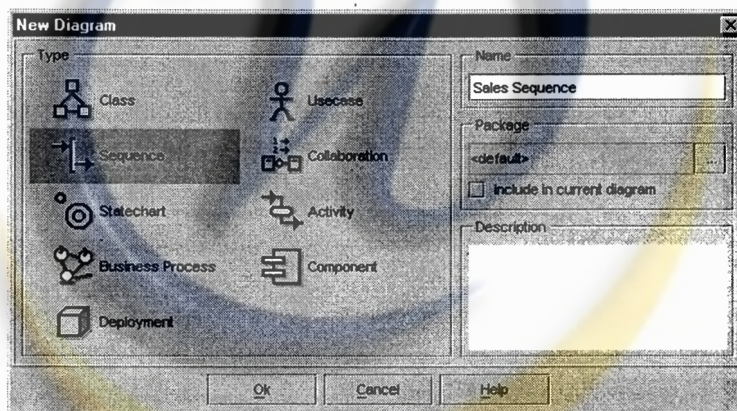 New Diagram
Type
Class
Usecase
Sequence
Collaboration
Statechart
Activity
Business Process
Component
Deployment
Name
Sales Sequence
Package
<default>
...
include in current diagram
Description
Ok
Cancel
Help